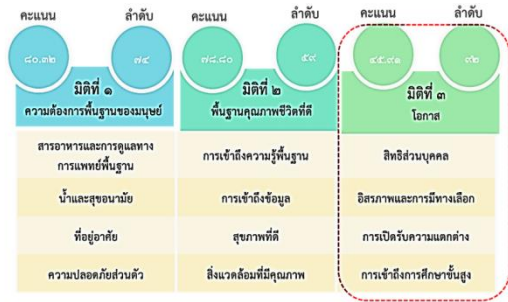 คะแนน ลำดับ คะแนน ลำดับ คะแนน ลำดับ
๘๐.๓๒ ๗๔ ๗๘.๘๐ ๕๙ ๔๕.๙๑ ๙๒
มิติที่ ๑ มิติที่ ๒ มิติที่ ๓
ความต้องการพื้นฐานของมนุษย์ พื้นฐานคุณภาพชีวิตที่ดี โอกาส
สารอาหารและการดูแลทาง
การแพทย์พื้นฐาน การเข้าถึงความรู้พื้นฐาน สิทธิส่วนบุคคล
น้ำและสุขอนามัย การเข้าถึงข้อมูล อิสรภาพและการมีทางเลือก
ที่อยู่อาศัย สุขภาพที่ดี การเปิดรับความแตกต่าง
ความปลอดภัยส่วนตัว สิ่งแวดล้อมที่มีคุณภาพ การเข้าถึงการศึกษาขั้นสูง